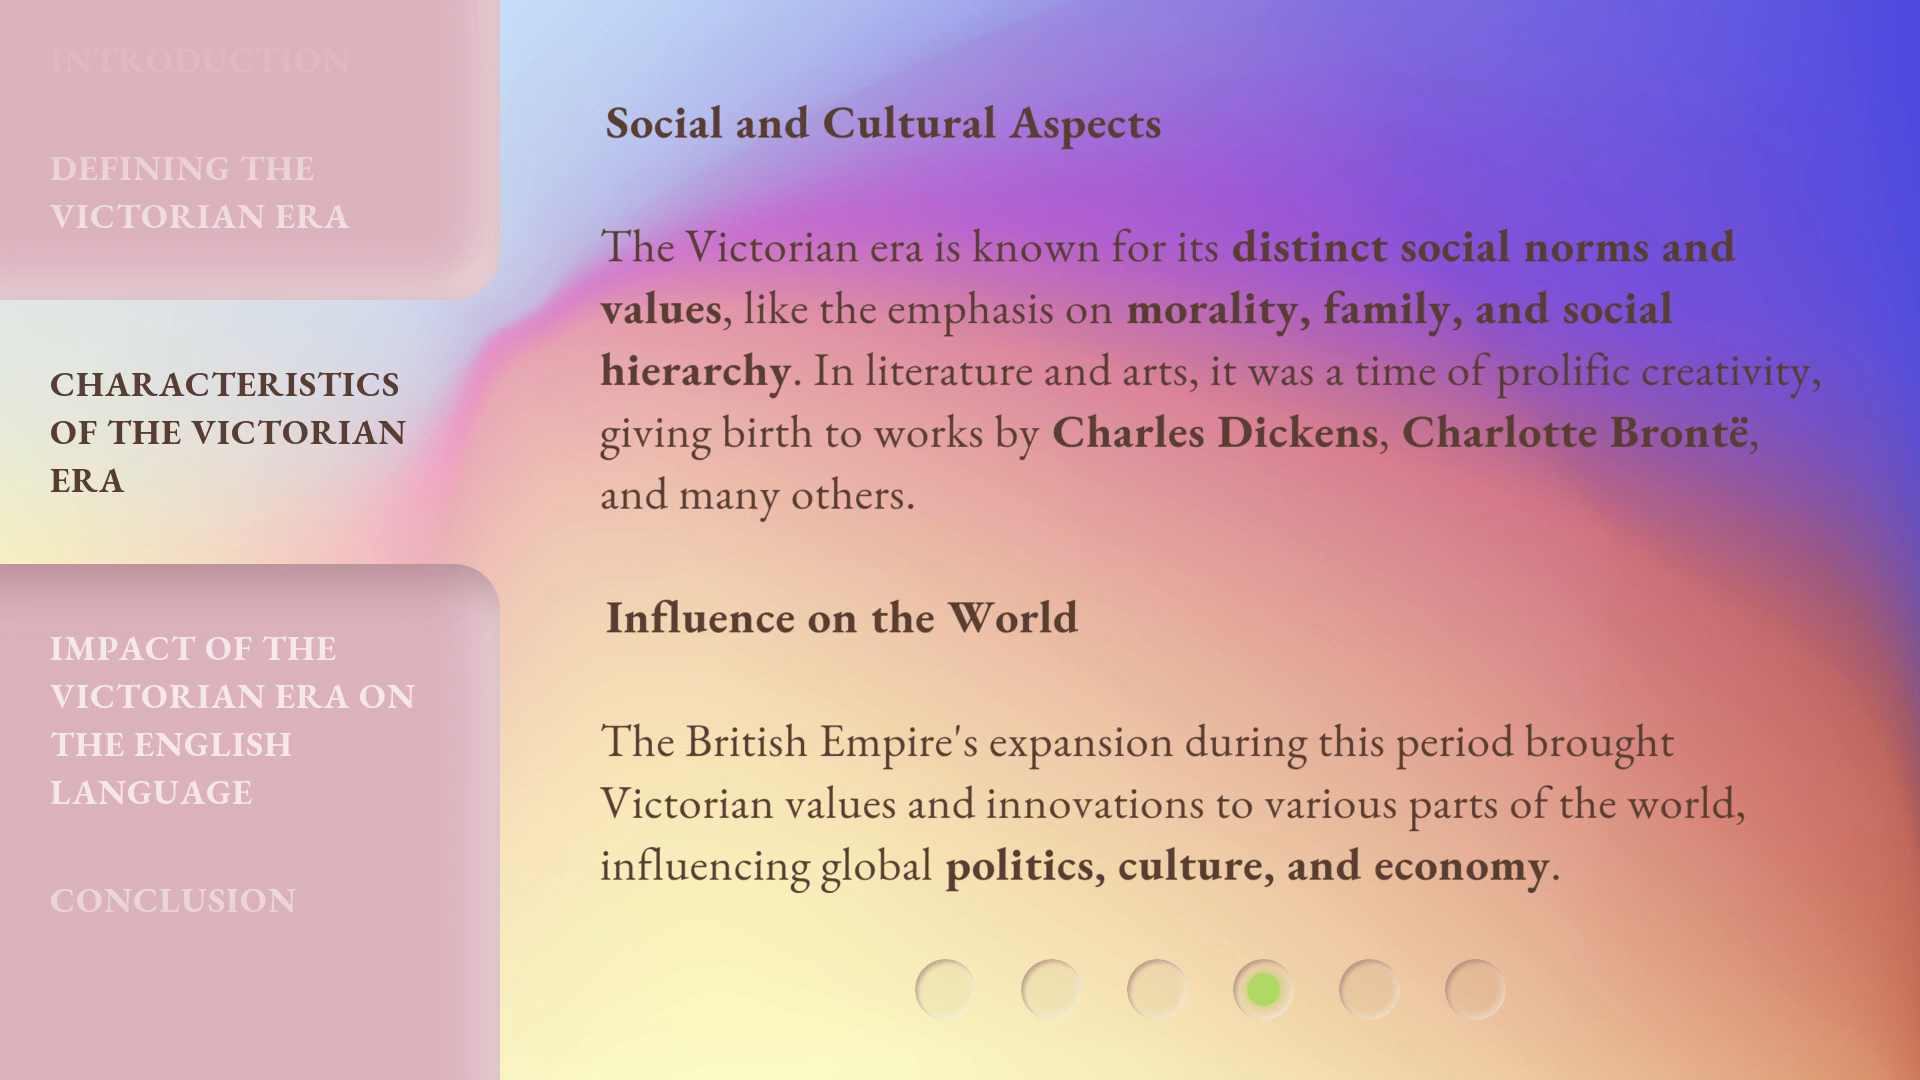 INTRODUCTION
DEFINING THE
VICTORIAN ERA
CHARACTERISTICS
OF THE VICTORIAN
ERA
IMPACT OF THE
VICTORIAN ERA ON
THE ENGLISH
LANGUAGE
CONCLUSION
Social and Cultural Aspects
The Victorian era is known for its distinct social norms and
values, like the emphasis on morality, family, and social
hierarchy. In literature and arts, it was a time of prolific creativity,
giving birth to works by Charles Dickens, Charlotte Brontë,
and many others.
Influence on the World
The British Empire's expansion during this period brought
Victorian values and innovations to various parts of the world,
influencing global politics, culture, and economy.